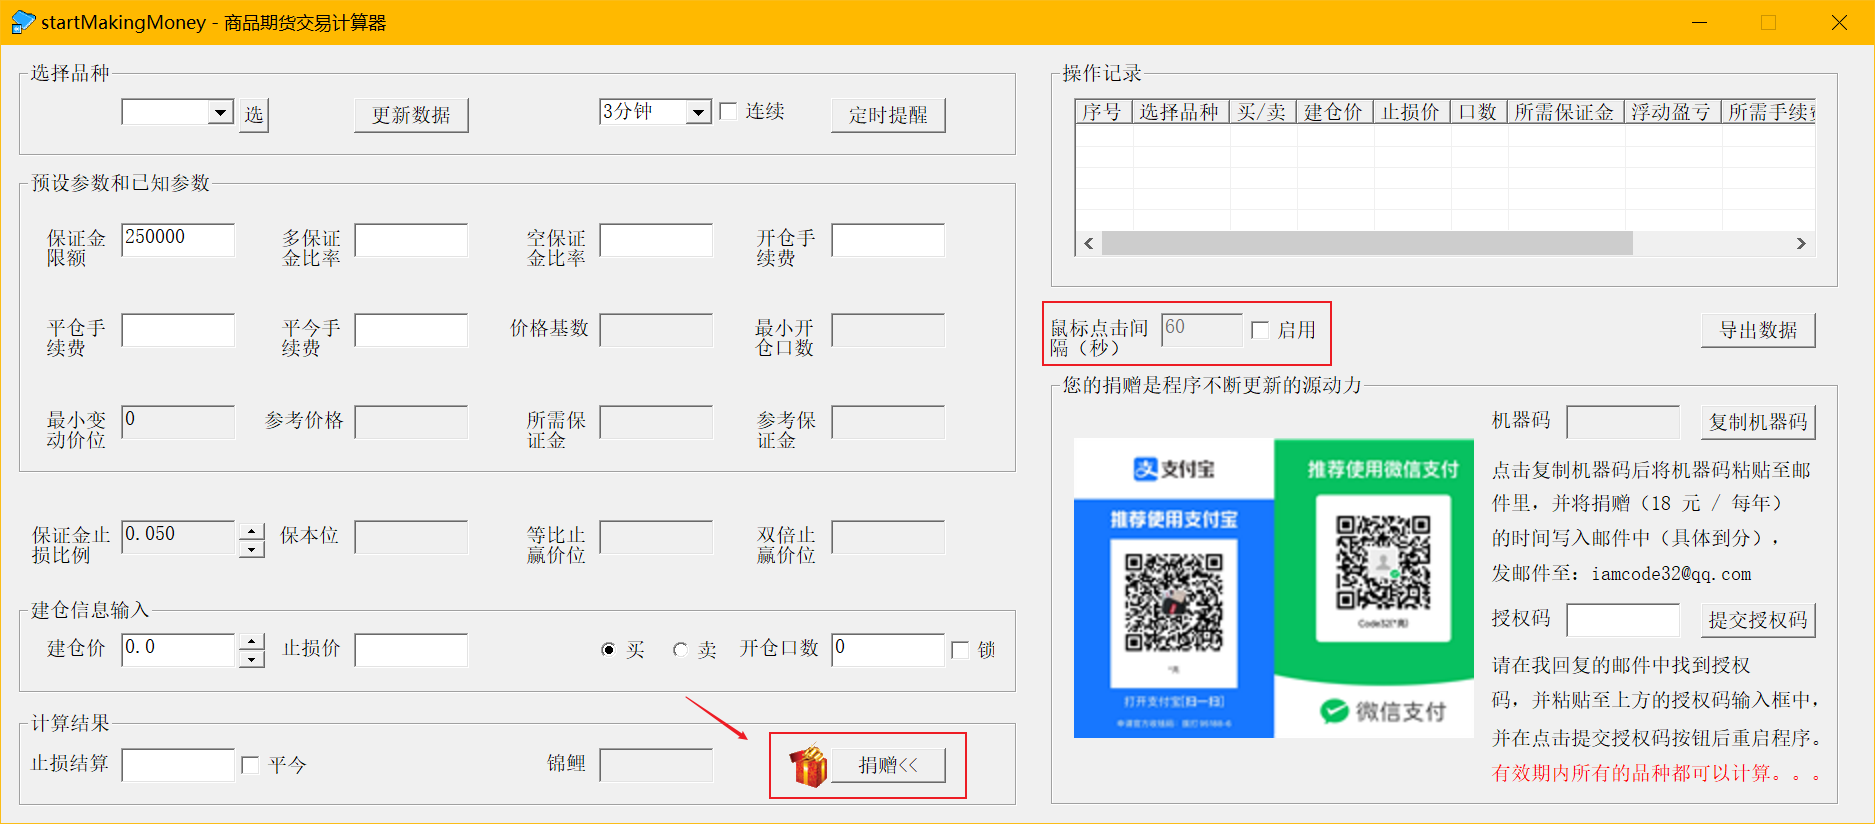 startMakingMoney - 商品期货交易计算器
选择品种
选
更新数据
3分钟
连续
定时提醒
预设参数和已知参数
保证金
限额
250000
多保证
金比率
空保证
金比率
开仓手
续费
平仓手
续费
平今手
续费
价格基数
最小开
仓口数
最小变
动价位
0
参考价格
所需保
证金
参考保
证金
保证金止
损比例
0.050
保本位
等比止
赢价位
双倍止
赢价位
建仓信息输入
建仓价
0.0
止损价
买
卖
开仓口数
0
锁
计算结果
止损结算
平今
锦鲤
捐赠<<
操作记录
序号 选择品种 买/卖 建仓价 止损价 口数 所需保证金 浮动盈亏 所需手续费
鼠标点击间
隔（秒）
60
启用
导出数据
您的捐赠是程序不断更新的源动力
支付宝
推荐使用支付宝
打开支付宝[扫一扫]
推荐使用微信支付
Code32(*亮)
微信支付
机器码
复制机器码
点击复制机器码后将机器码粘贴至邮
件里，并将捐赠（18 元 / 每年）
的时间写入邮件中（具体到分），
发邮件至：iamcode32@qq.com
授权码
提交授权码
请在我回复的邮件中找到授权
码，并粘贴至上方的授权码输入框中，
并在点击提交授权码按钮后重启程序。
有效期内所有的品种都可以计算。。。